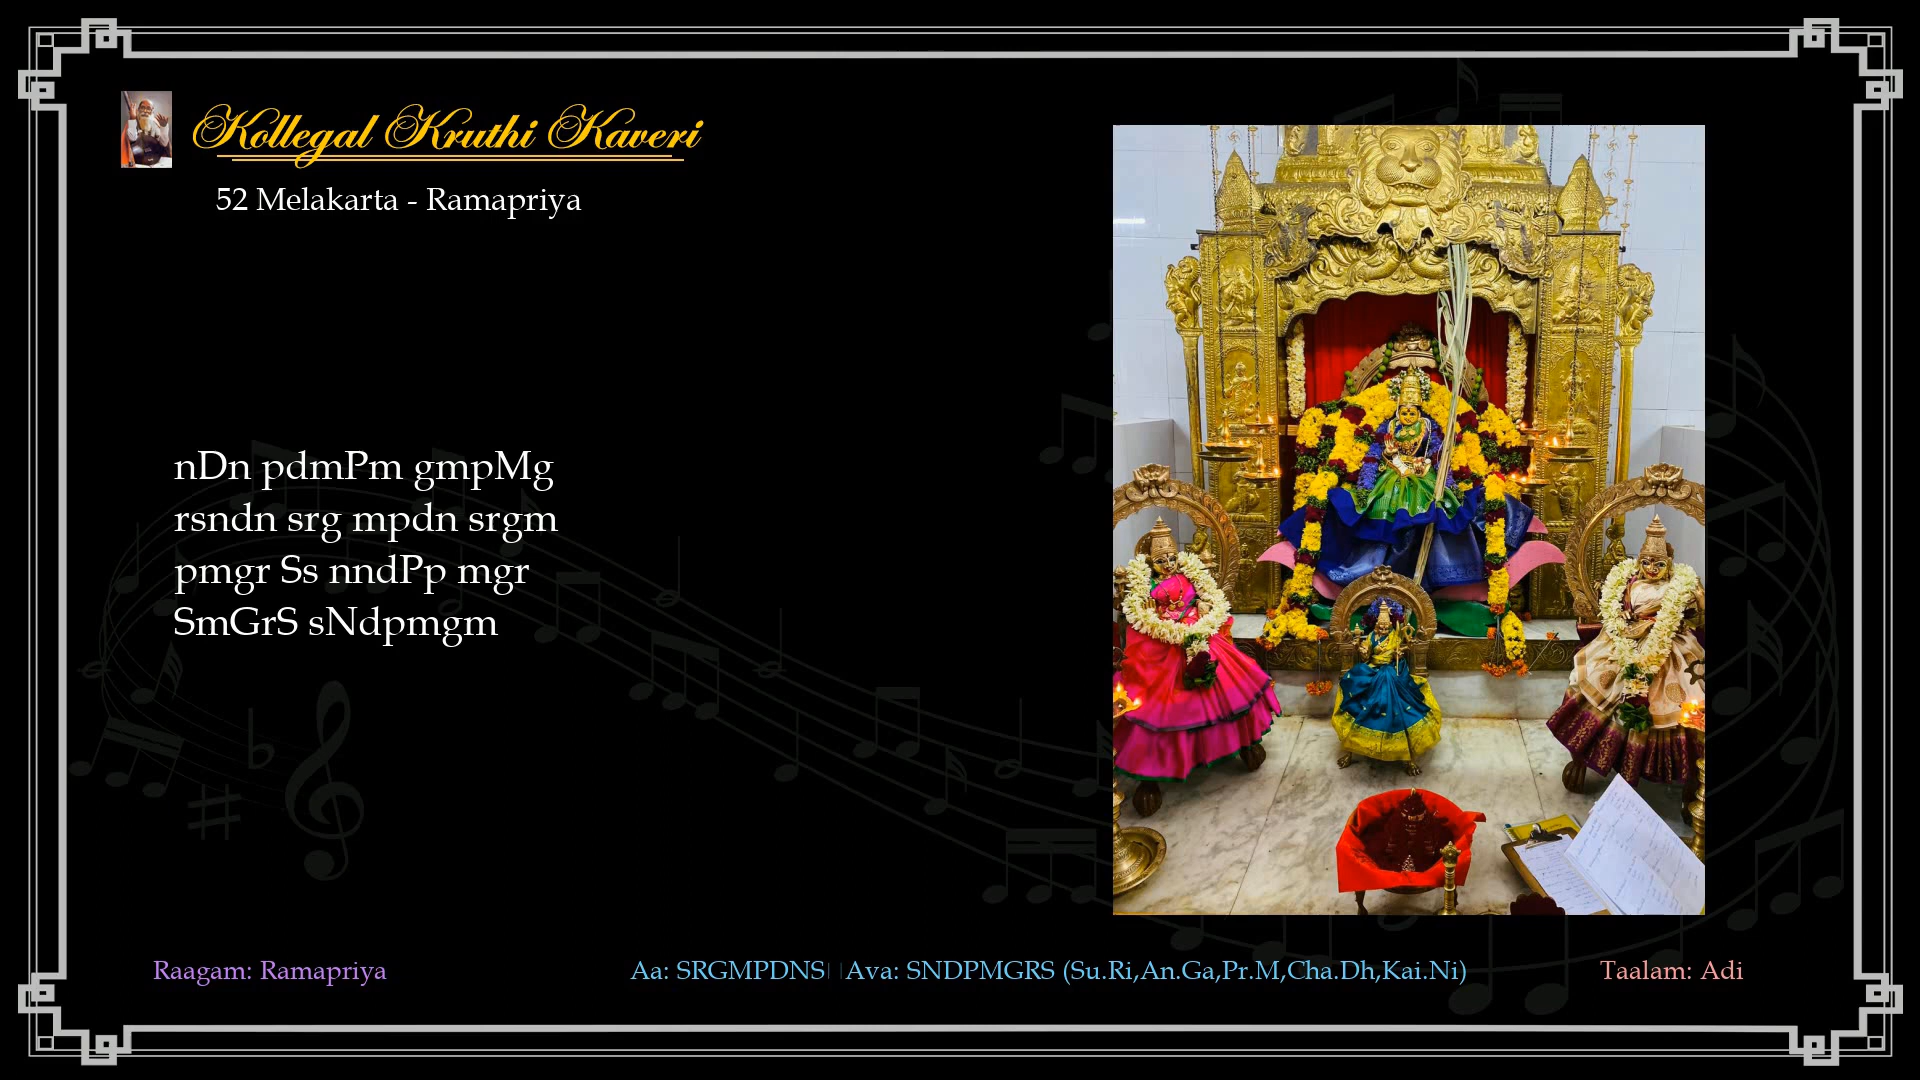 Kollegal Kruthi Kaveri
52 Melakarta - Ramapriya
nDn pdmPm gmpMg
rsndn srg mpdn srgm
pmgr Ss nndPp mgr
SmGrS sNdpmgm
Raagam: Ramapriya
Aa: SRGMPDNS Ava: SNDPMGRS (Su.Ri,An.Ga,Pr.M,Cha.Dh,Kai.Ni)
Taalam: Adi